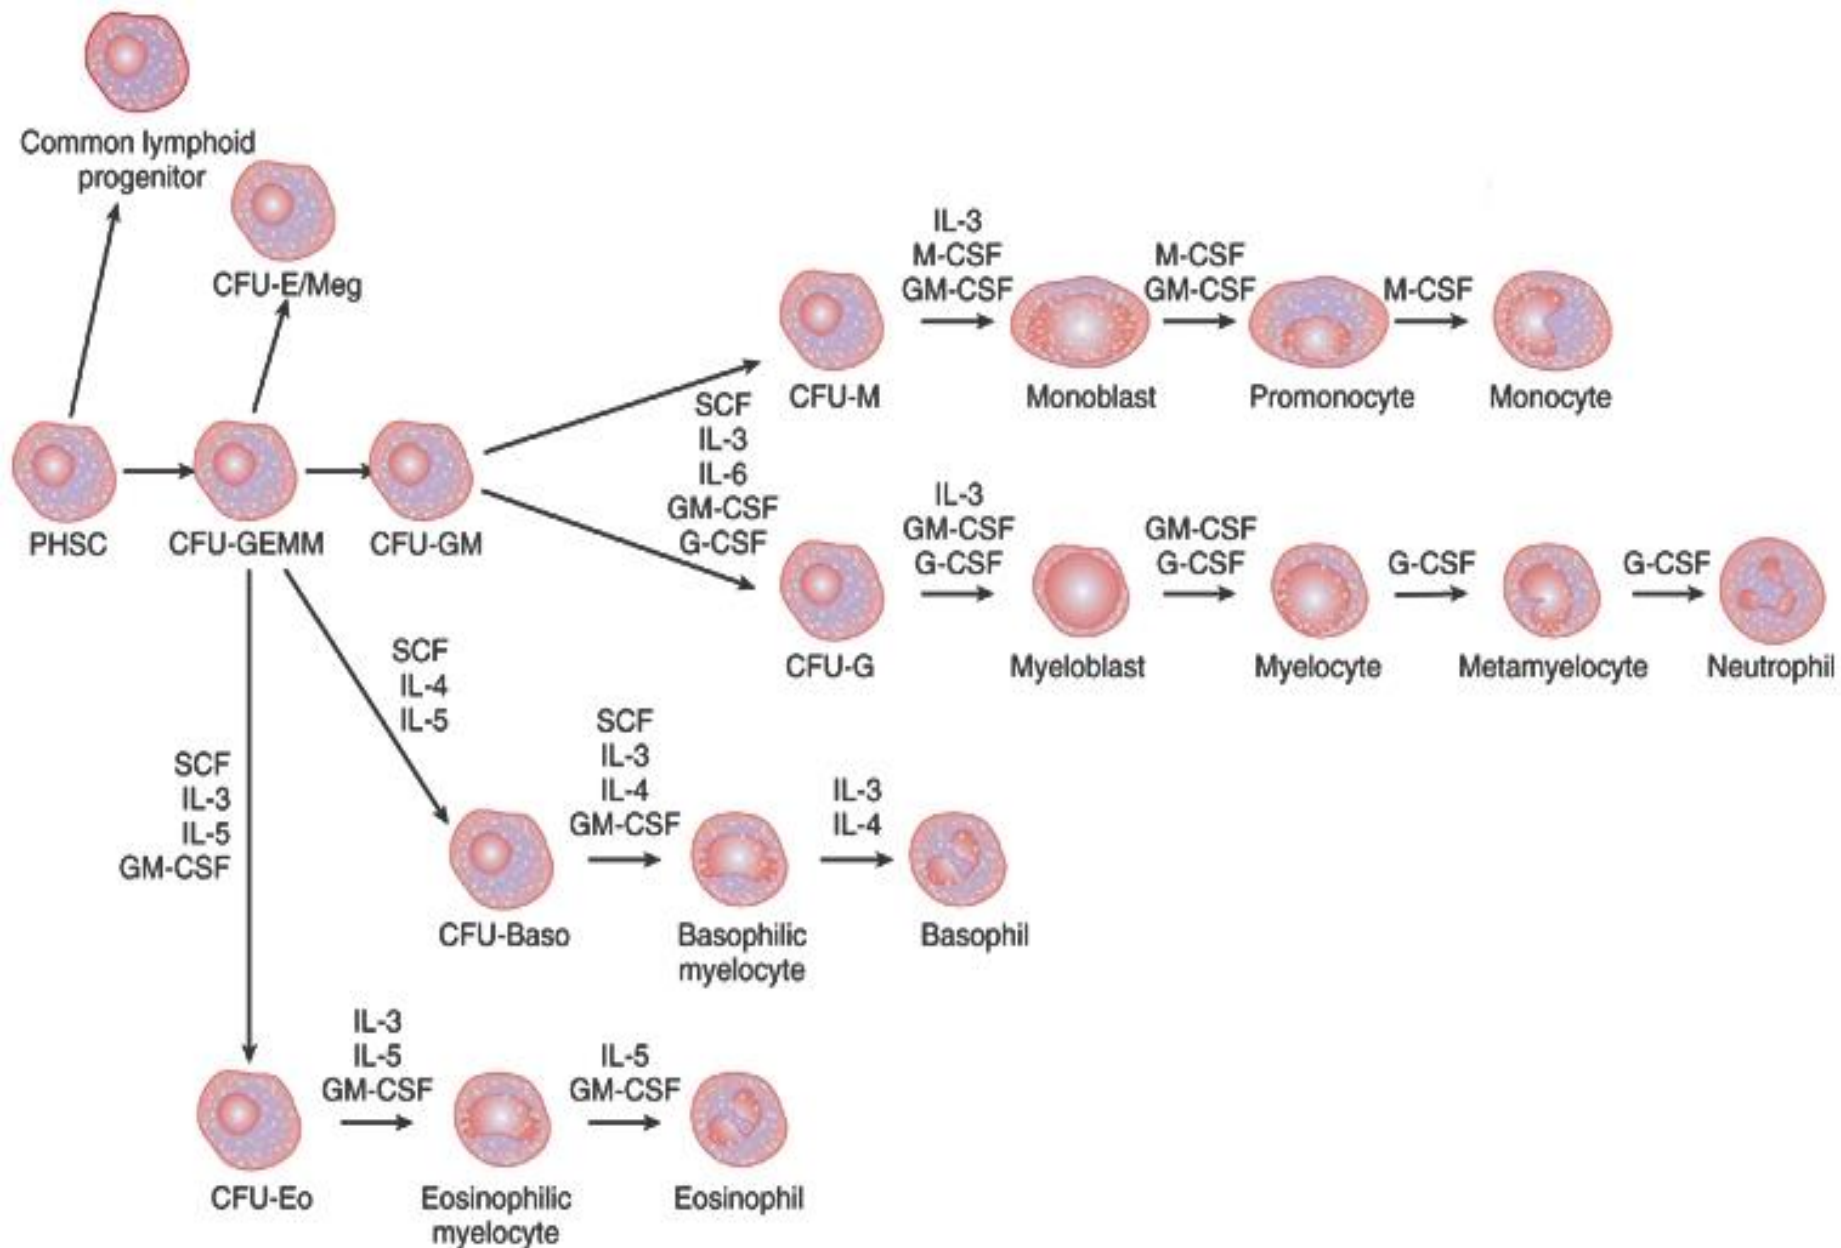 Common lymphoid
progenitor
CFU-E/Meg
IL-3
M-CSF
GM-CSF
M-CSF
GM-CSF
M-CSF
CFU-M
Monoblast
Promonocyte
Monocyte
SCF
IL-3
IL-6
GM-CSF
G-CSF
PHSC
CFU-GEMM
CFU-GM
IL-3
GM-CSF
G-CSF
GM-CSF
G-CSF
G-CSF
G-CSF
CFU-G
Myeloblast
Myelocyte
Metamyelocyte
Neutrophil
SCF
IL-4
IL-5
SCF
IL-3
IL-4
GM-CSF
IL-3
IL-4
CFU-Baso
Basophilic
myelocyte
Basophil
SCF
IL-3
IL-5
GM-CSF
IL-3
IL-5
GM-CSF
IL-5
GM-CSF
CFU-Eo
Eosinophilic
myelocyte
Eosinophil